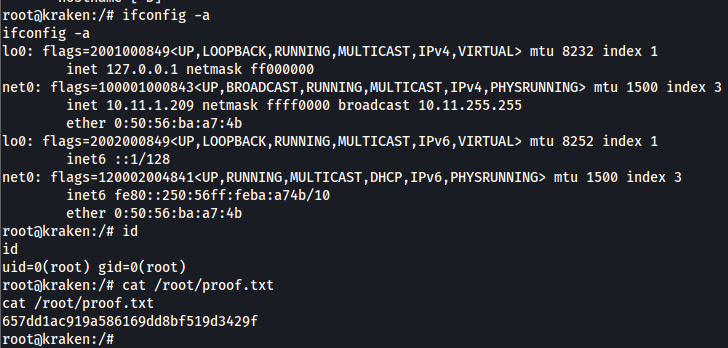 root@kraken:/# ifconfig -a
ifconfig -a
lo0: flags=2001000849<UP,LOOPBACK,RUNNING,MULTICAST,IPv4,VIRTUAL> mtu 8232 index 1
inet 127.0.0.1 netmask ff000000
net0: flags=100001000843<UP,BROADCAST,RUNNING,MULTICAST,IPv4,PHYSRUNNING> mtu 1500 index 3
inet 10.11.1.209 netmask ffff0000 broadcast 10.11.255.255
ether 0:50:56:ba:a7:4b
lo0: flags=2002000849<UP,LOOPBACK,RUNNING,MULTICAST,IPv6,VIRTUAL> mtu 8252 index 1
inet6 ::1/128
net0: flags=120002004841<UP,RUNNING,MULTICAST,DHCP,IPv6,PHYSRUNNING> mtu 1500 index 3
inet6 fe80::250:56ff:feba:a74b/10
ether 0:50:56:ba:a7:4b
root@kraken:/# id
id
uid=0(root) gid=0(root)
root@kraken:/# cat /root/proof.txt
cat /root/proof.txt
657dd1ac919a586169dd8bf519d3429f
root@kraken:/#